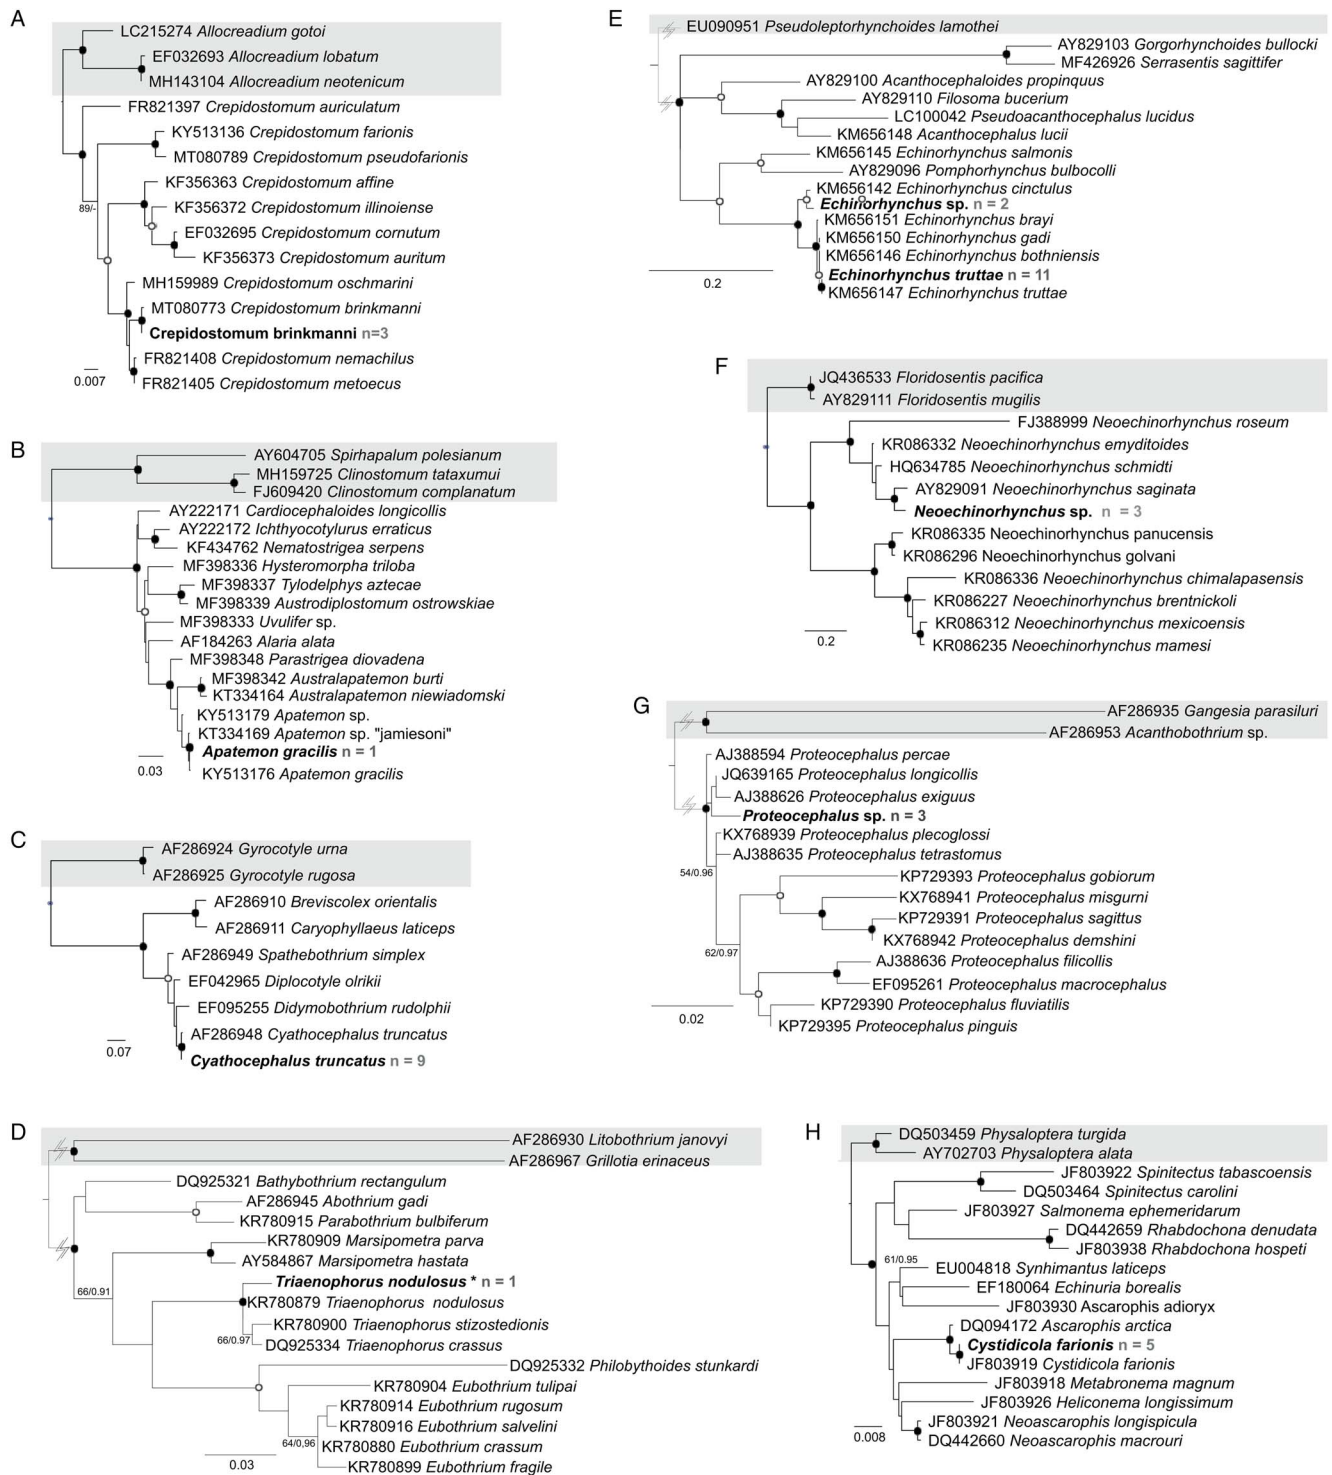 A
LC215274 Allocreadium gotoi
EF032693 Allocreadium lobatum
MH143104 Allocreadium neotenicum
FR821397 Crepidostomum auriculatum
KY513136 Crepidostomum farionis
MT080789 Crepidostomum pseudofarionis
KF356363 Crepidostomum affine
KF356372 Crepidostomum illinoiense
89/-
EF032695 Crepidostomum cornutum
KF356373 Crepidostomum auritum
MH159989 Crepidostomum oschmarini
MT080773 Crepidostomum brinkmanni
Crepidostomum brinkmanni n=3
FR821408 Crepidostomum nemachilus
FR821405 Crepidostomum metoecus
0.007
B
AY604705 Spirhapalum polesianum
MH159725 Clinostomum tataxumui
FJ609420 Clinostomum complanatum
AY222171 Cardiocephaloides longicollis
AY222172 Ichthyocotylurus erraticus
KF434762 Nematostrigea serpens
MF398336 Hysteromorpha triloba
MF398337 Tylodelphys aztecae
MF398339 Austrodiplostomum ostrowskiae
MF398333 Uvulifer sp.
AF184263 Alaria alata
MF398348 Parastrigea diovadena
MF398342 Australapatemon burti
KT334164 Australapatemon niewiadomski
KY513179 Apatemon sp.
KT334169 Apatemon sp. "jamiesoni"
Apatemon gracilis n = 1
KY513176 Apatemon gracilis
0.03
C
AF286924 Gyrocotyle urna
AF286925 Gyrocotyle rugosa
AF286910 Breviscolex orientalis
AF286911 Caryophyllaeus laticeps
AF286949 Spathebothrium simplex
EF042965 Diplocotyle olrikii
EF095255 Didymobothrium rudolphii
AF286948 Cyathocephalus truncatus
Cyathocephalus truncatus n = 9
0.07
D
AF286930 Litobothrium janovyi
AF286967 Grillotia erinaceus
DQ925321 Bathybothrium rectangulum
AF286945 Abothrium gadi
KR780915 Parabothrium bulbiferum
KR780909 Marsipometra parva
AY584867 Marsipometra hastata
66/0.91
Triaenophorus nodulosus * n = 1
KR780879 Triaenophorus nodulosus
KR780900 Triaenophorus stizostedionis
66/0.97
DQ925334 Triaenophorus crassus
DQ925332 Philobythoides stunkardi
KR780904 Eubothrium tulipai
KR780914 Eubothrium rugosum
KR780916 Eubothrium salvelini
64/0,96
KR780880 Eubothrium crassum
KR780899 Eubothrium fragile
0.03
E
EU090951 Pseudoleptorhynchoides lamothei
AY829103 Gorgorhynchoides bullocki
MF426926 Serrasentis sagittifer
AY829100 Acanthocephaloides propinquus
AY829110 Filosoma bucerium
LC100042 Pseudoacanthocephalus lucidus
KM656148 Acanthocephalus lucii
KM656145 Echinorhynchus salmonis
AY829096 Pomphorhynchus bulbocolli
KM656142 Echinorhynchus cinctulus
Echinorhynchus sp. n = 2
KM656151 Echinorhynchus brayi
KM656150 Echinorhynchus gadi
KM656146 Echinorhynchus bothniensis
Echinorhynchus truttae n = 11
KM656147 Echinorhynchus truttae
0.2
F
JQ436533 Floridosentis pacifica
AY829111 Floridosentis mugilis
FJ388999 Neoechinorhynchus roseum
KR086332 Neoechinorhynchus emyditoides
HQ634785 Neoechinorhynchus schmidti
AY829091 Neoechinorhynchus saginata
Neoechinorhynchus sp. n = 3
KR086335 Neoechinorhynchus panucensis
KR086296 Neoechinorhynchus golvani
KR086336 Neoechinorhynchus chimalapasensis
KR086227 Neoechinorhynchus brentnickoli
KR086312 Neoechinorhynchus mexicoensis
KR086235 Neoechinorhynchus mamesi
0.2
G
AF286935 Gangesia parasiluri
AF286953 Acanthobothrium sp.
AJ388594 Proteocephalus percae
JQ639165 Proteocephalus longicollis
AJ388626 Proteocephalus exiguus
Proteocephalus sp. n = 3
KX768939 Proteocephalus plecoglossi
AJ388635 Proteocephalus tetrastomus
54/0.96
KP729393 Proteocephalus gobiorum
KX768941 Proteocephalus misgurni
KP729391 Proteocephalus sagittus
KX768942 Proteocephalus demshini
62/0.97
AJ388636 Proteocephalus filicollis
EF095261 Proteocephalus macrocephalus
KP729390 Proteocephalus fluviatilis
KP729395 Proteocephalus pinguis
0.02
H
DQ503459 Physaloptera turgida
AY702703 Physaloptera alata
JF803922 Spinitectus tabascoensis
DQ503464 Spinitectus carolini
JF803927 Salmonema ephemeridarum
DQ442659 Rhabdochona denudata
JF803938 Rhabdochona hospeti
61/0.95
EU004818 Synhimantus laticeps
EF180064 Echinuria borealis
JF803930 Ascarophis adioryx
DQ094172 Ascarophis arctica
Cystidicola farionis n = 5
JF803919 Cystidicola farionis
JF803918 Metabronema magnum
JF803926 Heliconema longissimum
JF803921 Neoascarophis longispicula
DQ442660 Neoascarophis macrouri
0.008